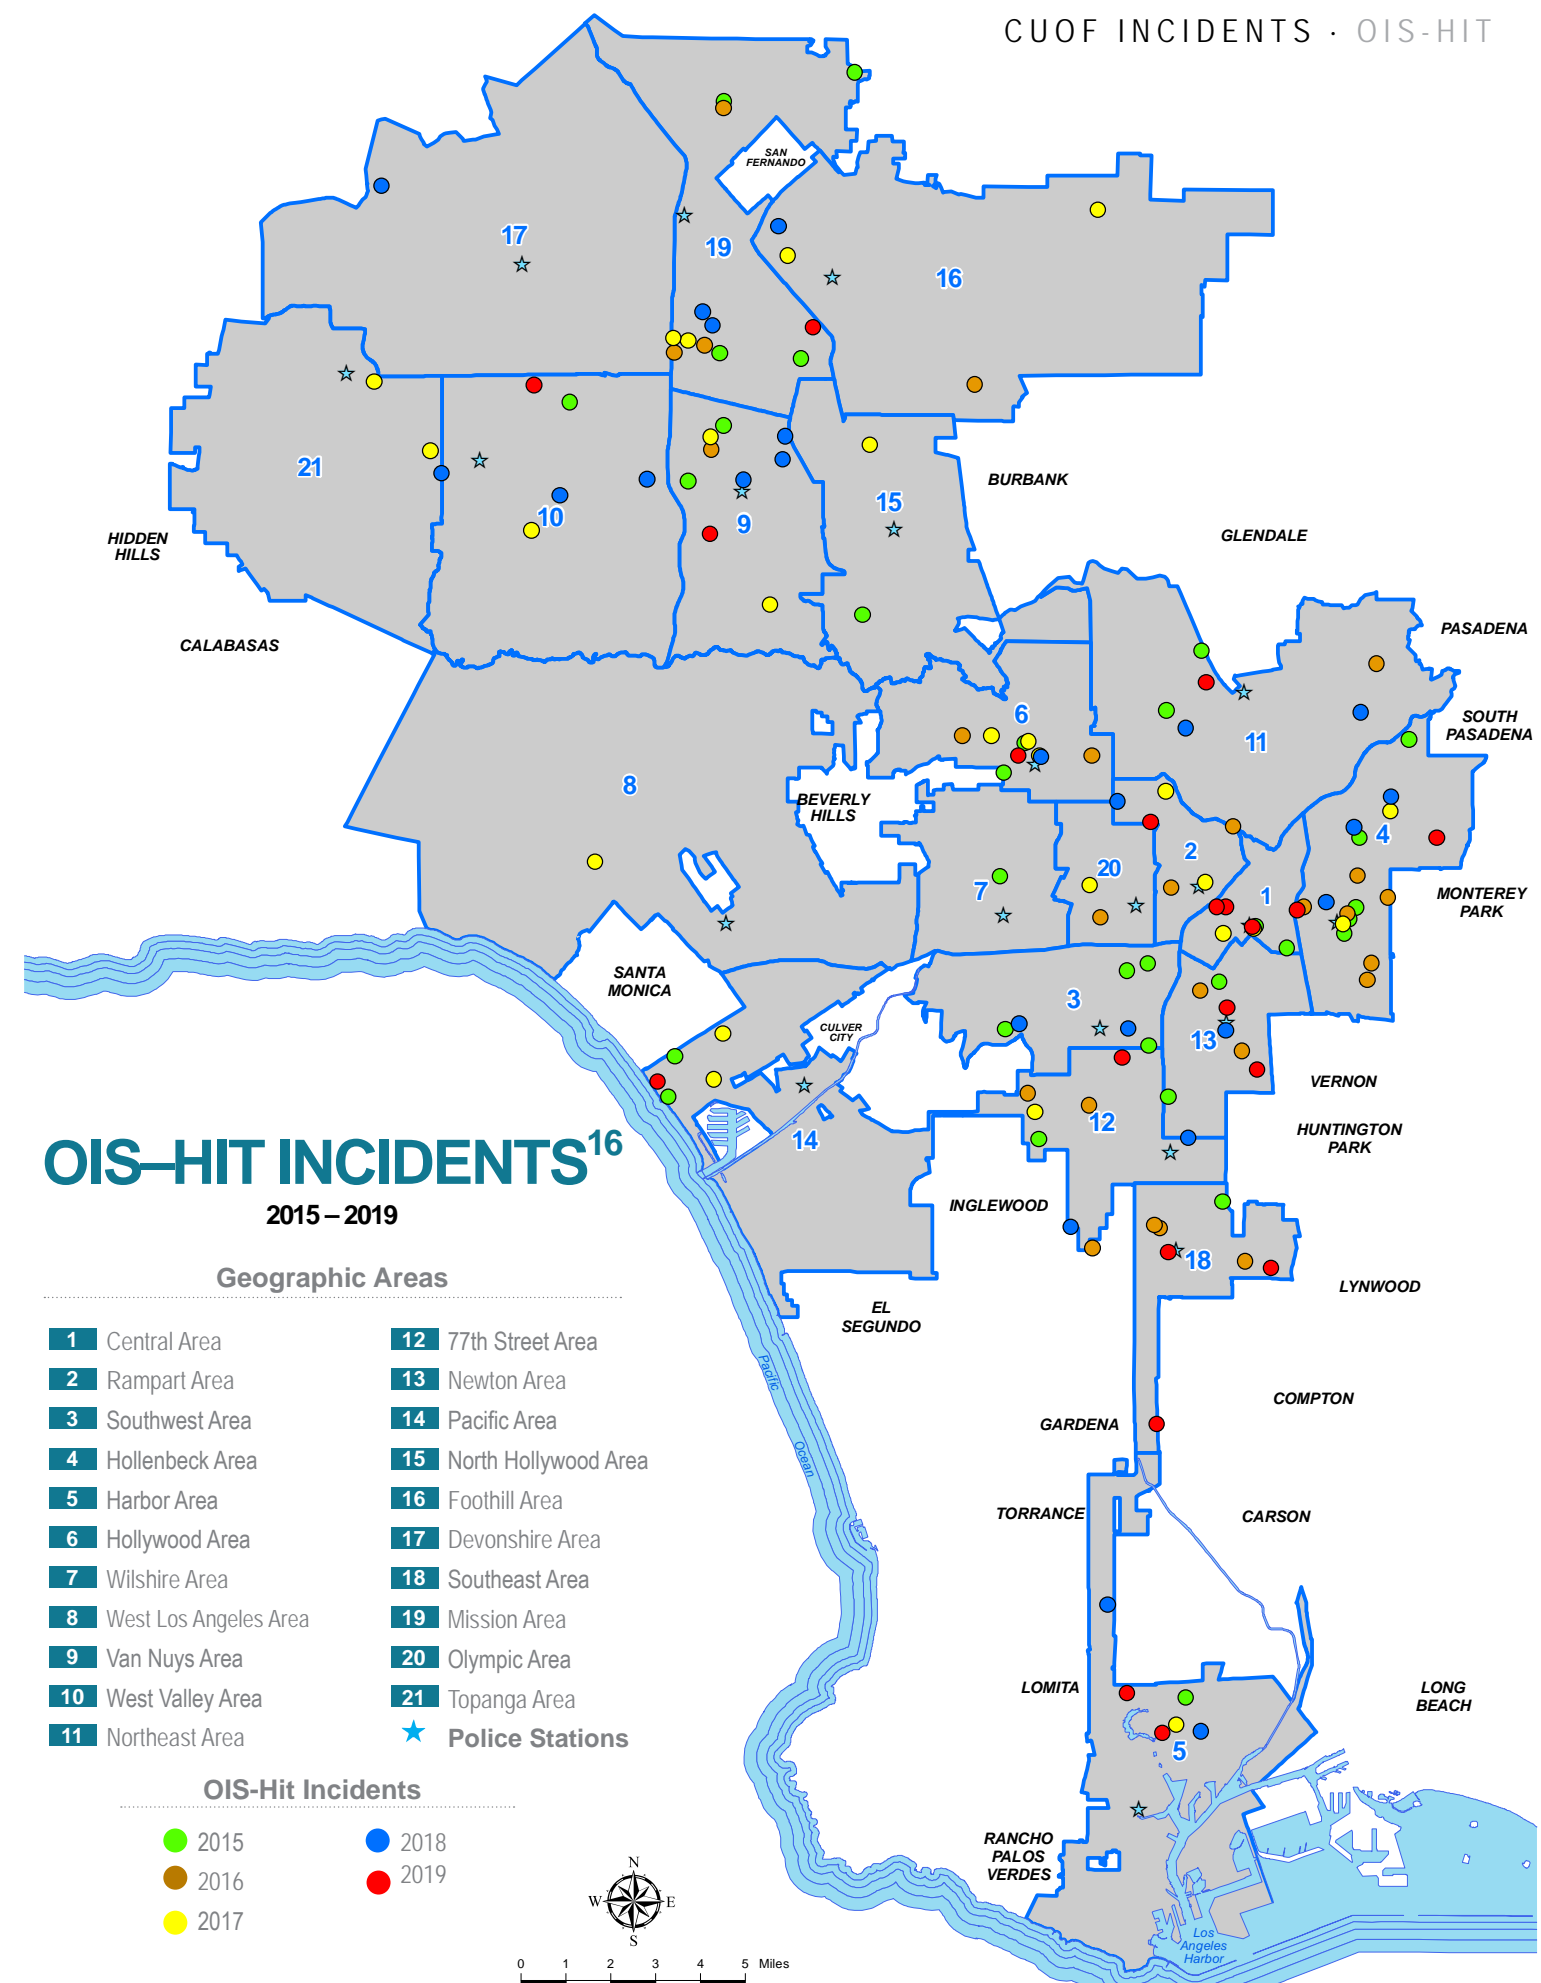 CUOF INCIDENTS · OIS-HIT
SAN
FERNANDO
17
19
16
21
10
9
15
BURBANK
GLENDALE
HIDDEN
HILLS
CALABASAS
PASADENA
SOUTH
PASADENA
6
11
8
BEVERLY
HILLS
4
2
20
7
1
MONTEREY
PARK
SANTA
MONICA
3
CULVER
CITY
13
VERNON
12
14
HUNTINGTON
PARK
INGLEWOOD
18
LYNWOOD
EL
SEGUNDO
Pacific
Ocean
COMPTON
GARDENA
TORRANCE
CARSON
LOMITA
LONG
BEACH
5
RANCHO
PALOS
VERDES
Los
Angeles
Harbor
OIS–HIT INCIDENTS16
2015 – 2019
Geographic Areas
1 Central Area
2 Rampart Area
3 Southwest Area
4 Hollenbeck Area
5 Harbor Area
6 Hollywood Area
7 Wilshire Area
8 West Los Angeles Area
9 Van Nuys Area
10 West Valley Area
11 Northeast Area
12 77th Street Area
13 Newton Area
14 Pacific Area
15 North Hollywood Area
16 Foothill Area
17 Devonshire Area
18 Southeast Area
19 Mission Area
20 Olympic Area
21 Topanga Area
Police Stations
OIS-Hit Incidents
2015
2016
2017
2018
2019
N
W E
S
0 1 2 3 4 5 Miles